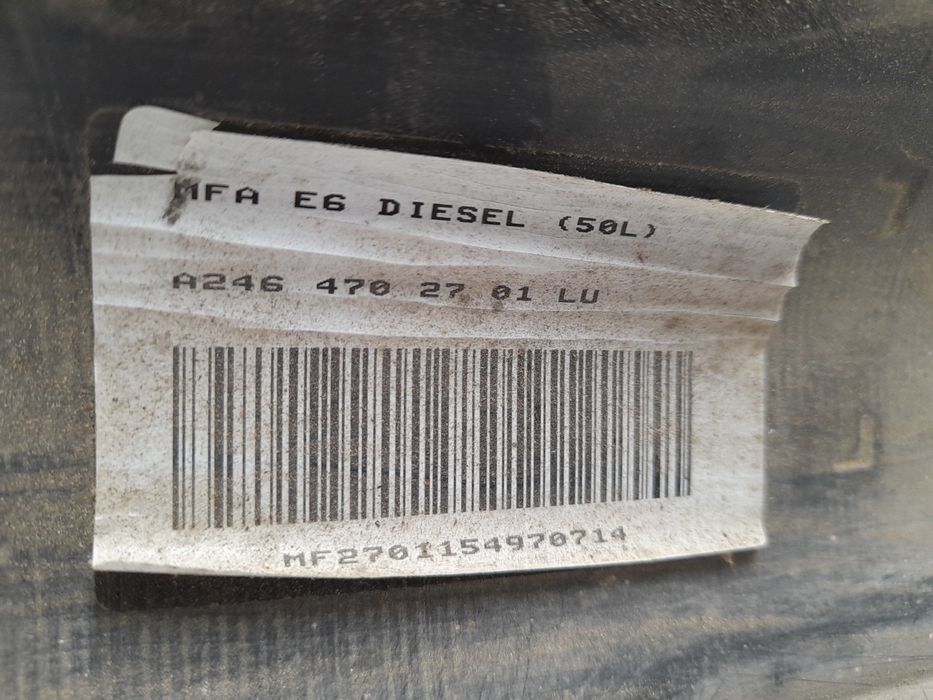 MFA E6 DIESEL (50L)
A246 470 27 01 LU
MF2701154970714